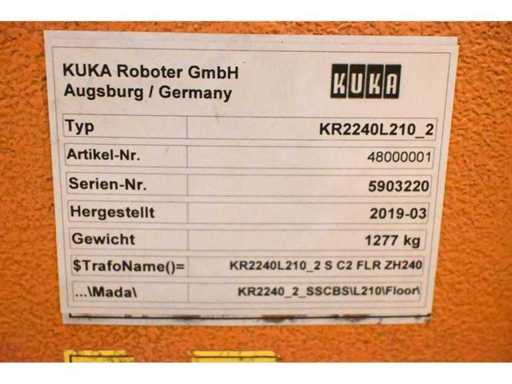 KUKA Roboter GmbH
Augsburg / Germany
KUKA
Typ KR2240L210_2
Artikel-Nr. 48000001
Serien-Nr. 5903220
Hergestellt 2019-03
Gewicht 1277 kg
$TrafoName()= KR2240L210_2 S C2 FLR ZH240
...\Mada\ KR2240_2_SSCBS\L210\Floor\